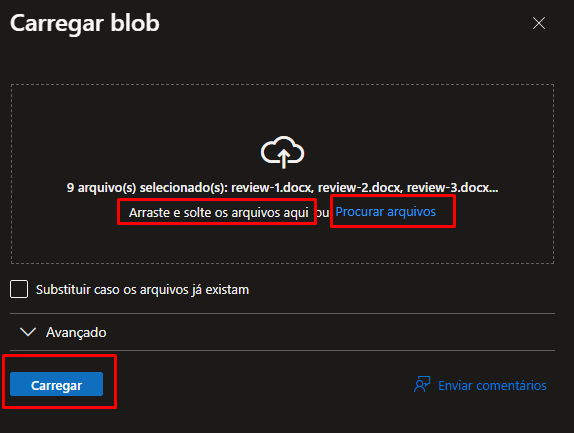 Carregar blob
9 arquivo(s) selecionado(s): review-1.docx, review-2.docx, review-3.docx...
Arraste e solte os arquivos aqui ou Procurar arquivos
Substituir caso os arquivos já existam
Avançado
Carregar
Enviar comentários